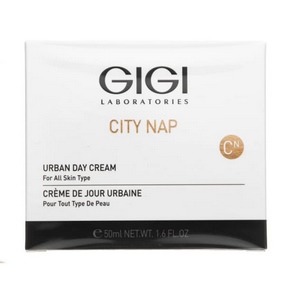 GIGI
LABORATORIES
CITY NAP
CN
URBAN DAY CREAM
For All Skin Type
CRÈME DE JOUR URBAINE
Pour Tout Type De Peau
℮50ml NET.WT. 1.6 FL.OZ.